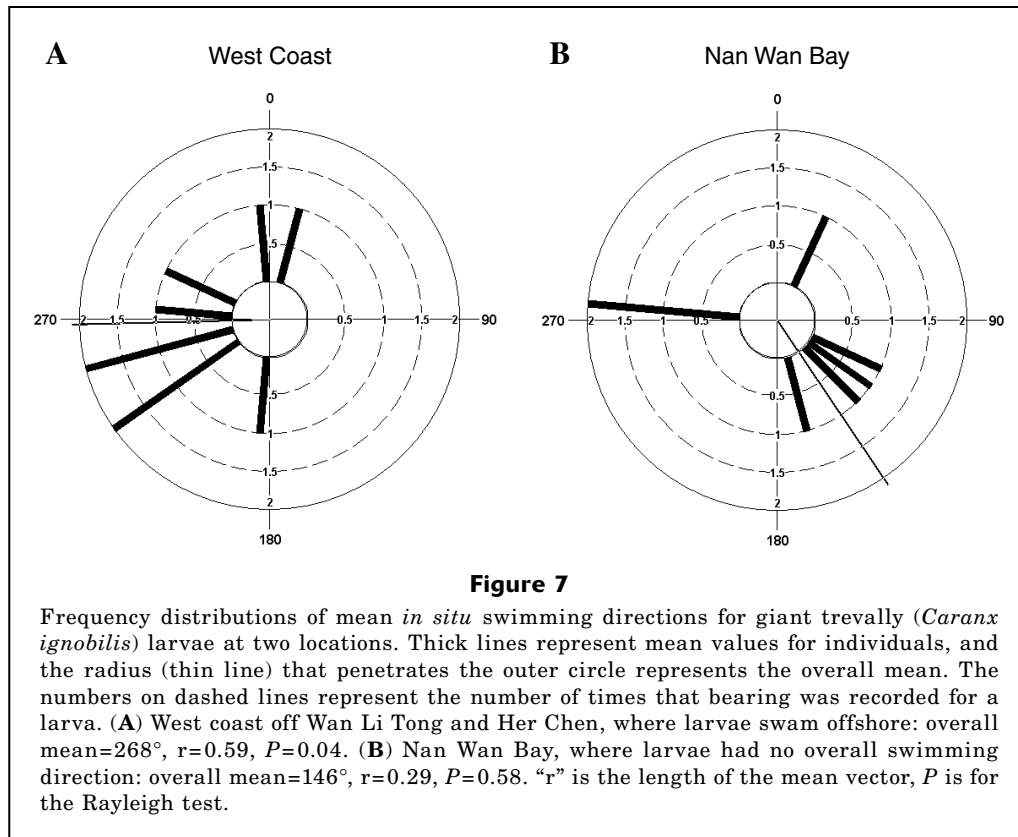 A West Coast
B Nan Wan Bay
0
2
1.5
1
.5
270 2 1.5 1 0.5 0.5 1 1.5 2 90
0.5
1
1.5
2
180
0
2
1.5
1
0.5
270 2 1.5 1 0.5 0.5 1 1.5 2 90
0.5
1
1.5
2
180
Figure 7
Frequency distributions of mean in situ swimming directions for giant trevally (Caranx
ignobilis) larvae at two locations. Thick lines represent mean values for individuals, and
the radius (thin line) that penetrates the outer circle represents the overall mean. The
numbers on dashed lines represent the number of times that bearing was recorded for a
larva. (A) West coast off Wan Li Tong and Her Chen, where larvae swam offshore: overall
mean=268°, r=0.59, P=0.04. (B) Nan Wan Bay, where larvae had no overall swimming
direction: overall mean=146°, r=0.29, P=0.58. “r” is the length of the mean vector, P is for
the Rayleigh test.